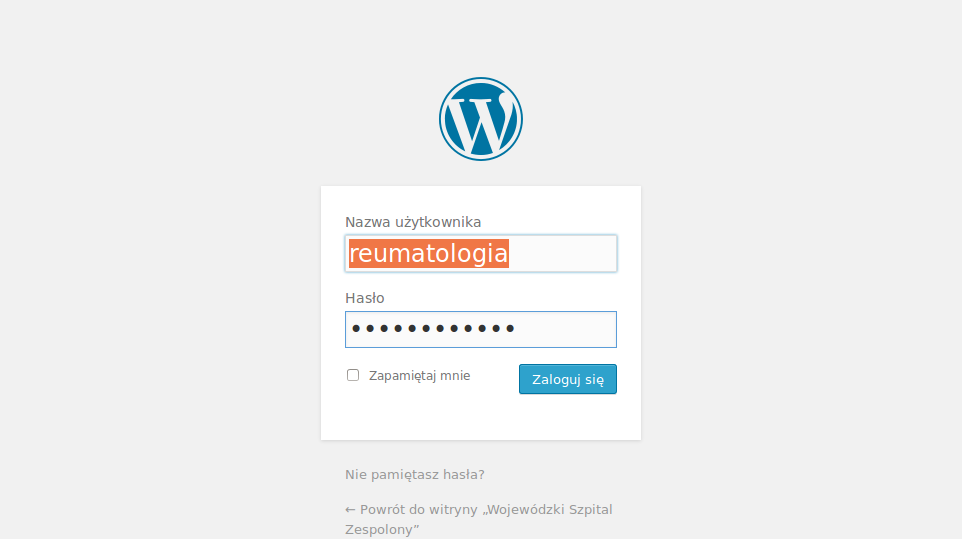 Nazwa użytkownika
reumatologia
Hasło
••••••••••••
Zapamiętaj mnie
Zaloguj się
Nie pamiętasz hasła?
← Powrót do witryny „Wojewódzki Szpital
Zespolony”